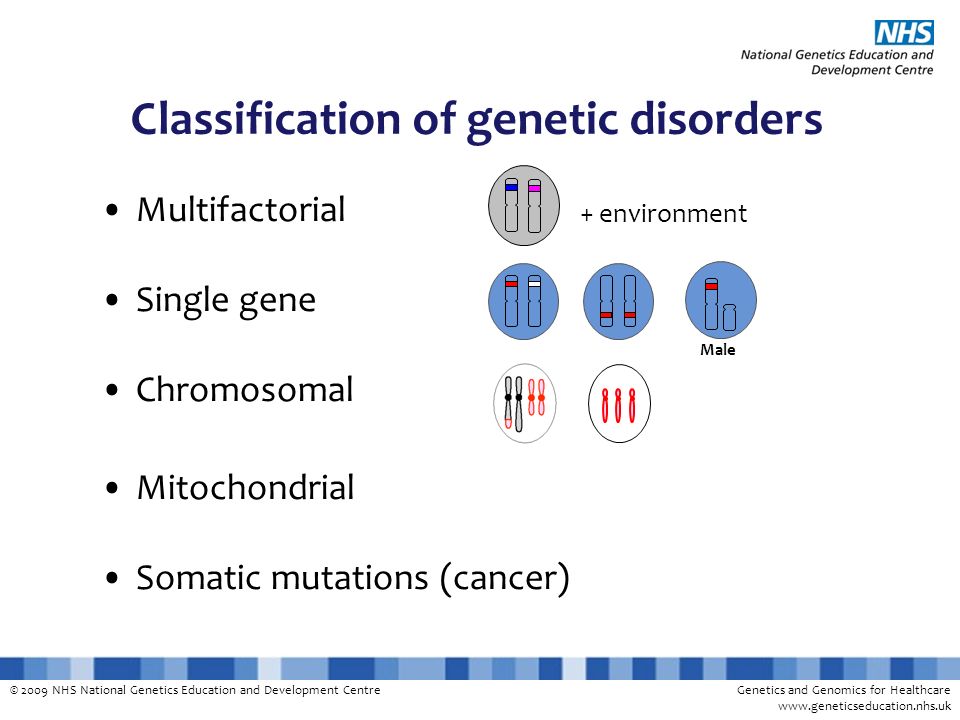 NHS
National Genetics Education and
Development Centre
Classification of genetic disorders
• Multifactorial
+ environment
• Single gene
Male
• Chromosomal
• Mitochondrial
• Somatic mutations (cancer)
© 2009 NHS National Genetics Education and Development Centre
Genetics and Genomics for Healthcare
www.geneticseducation.nhs.uk